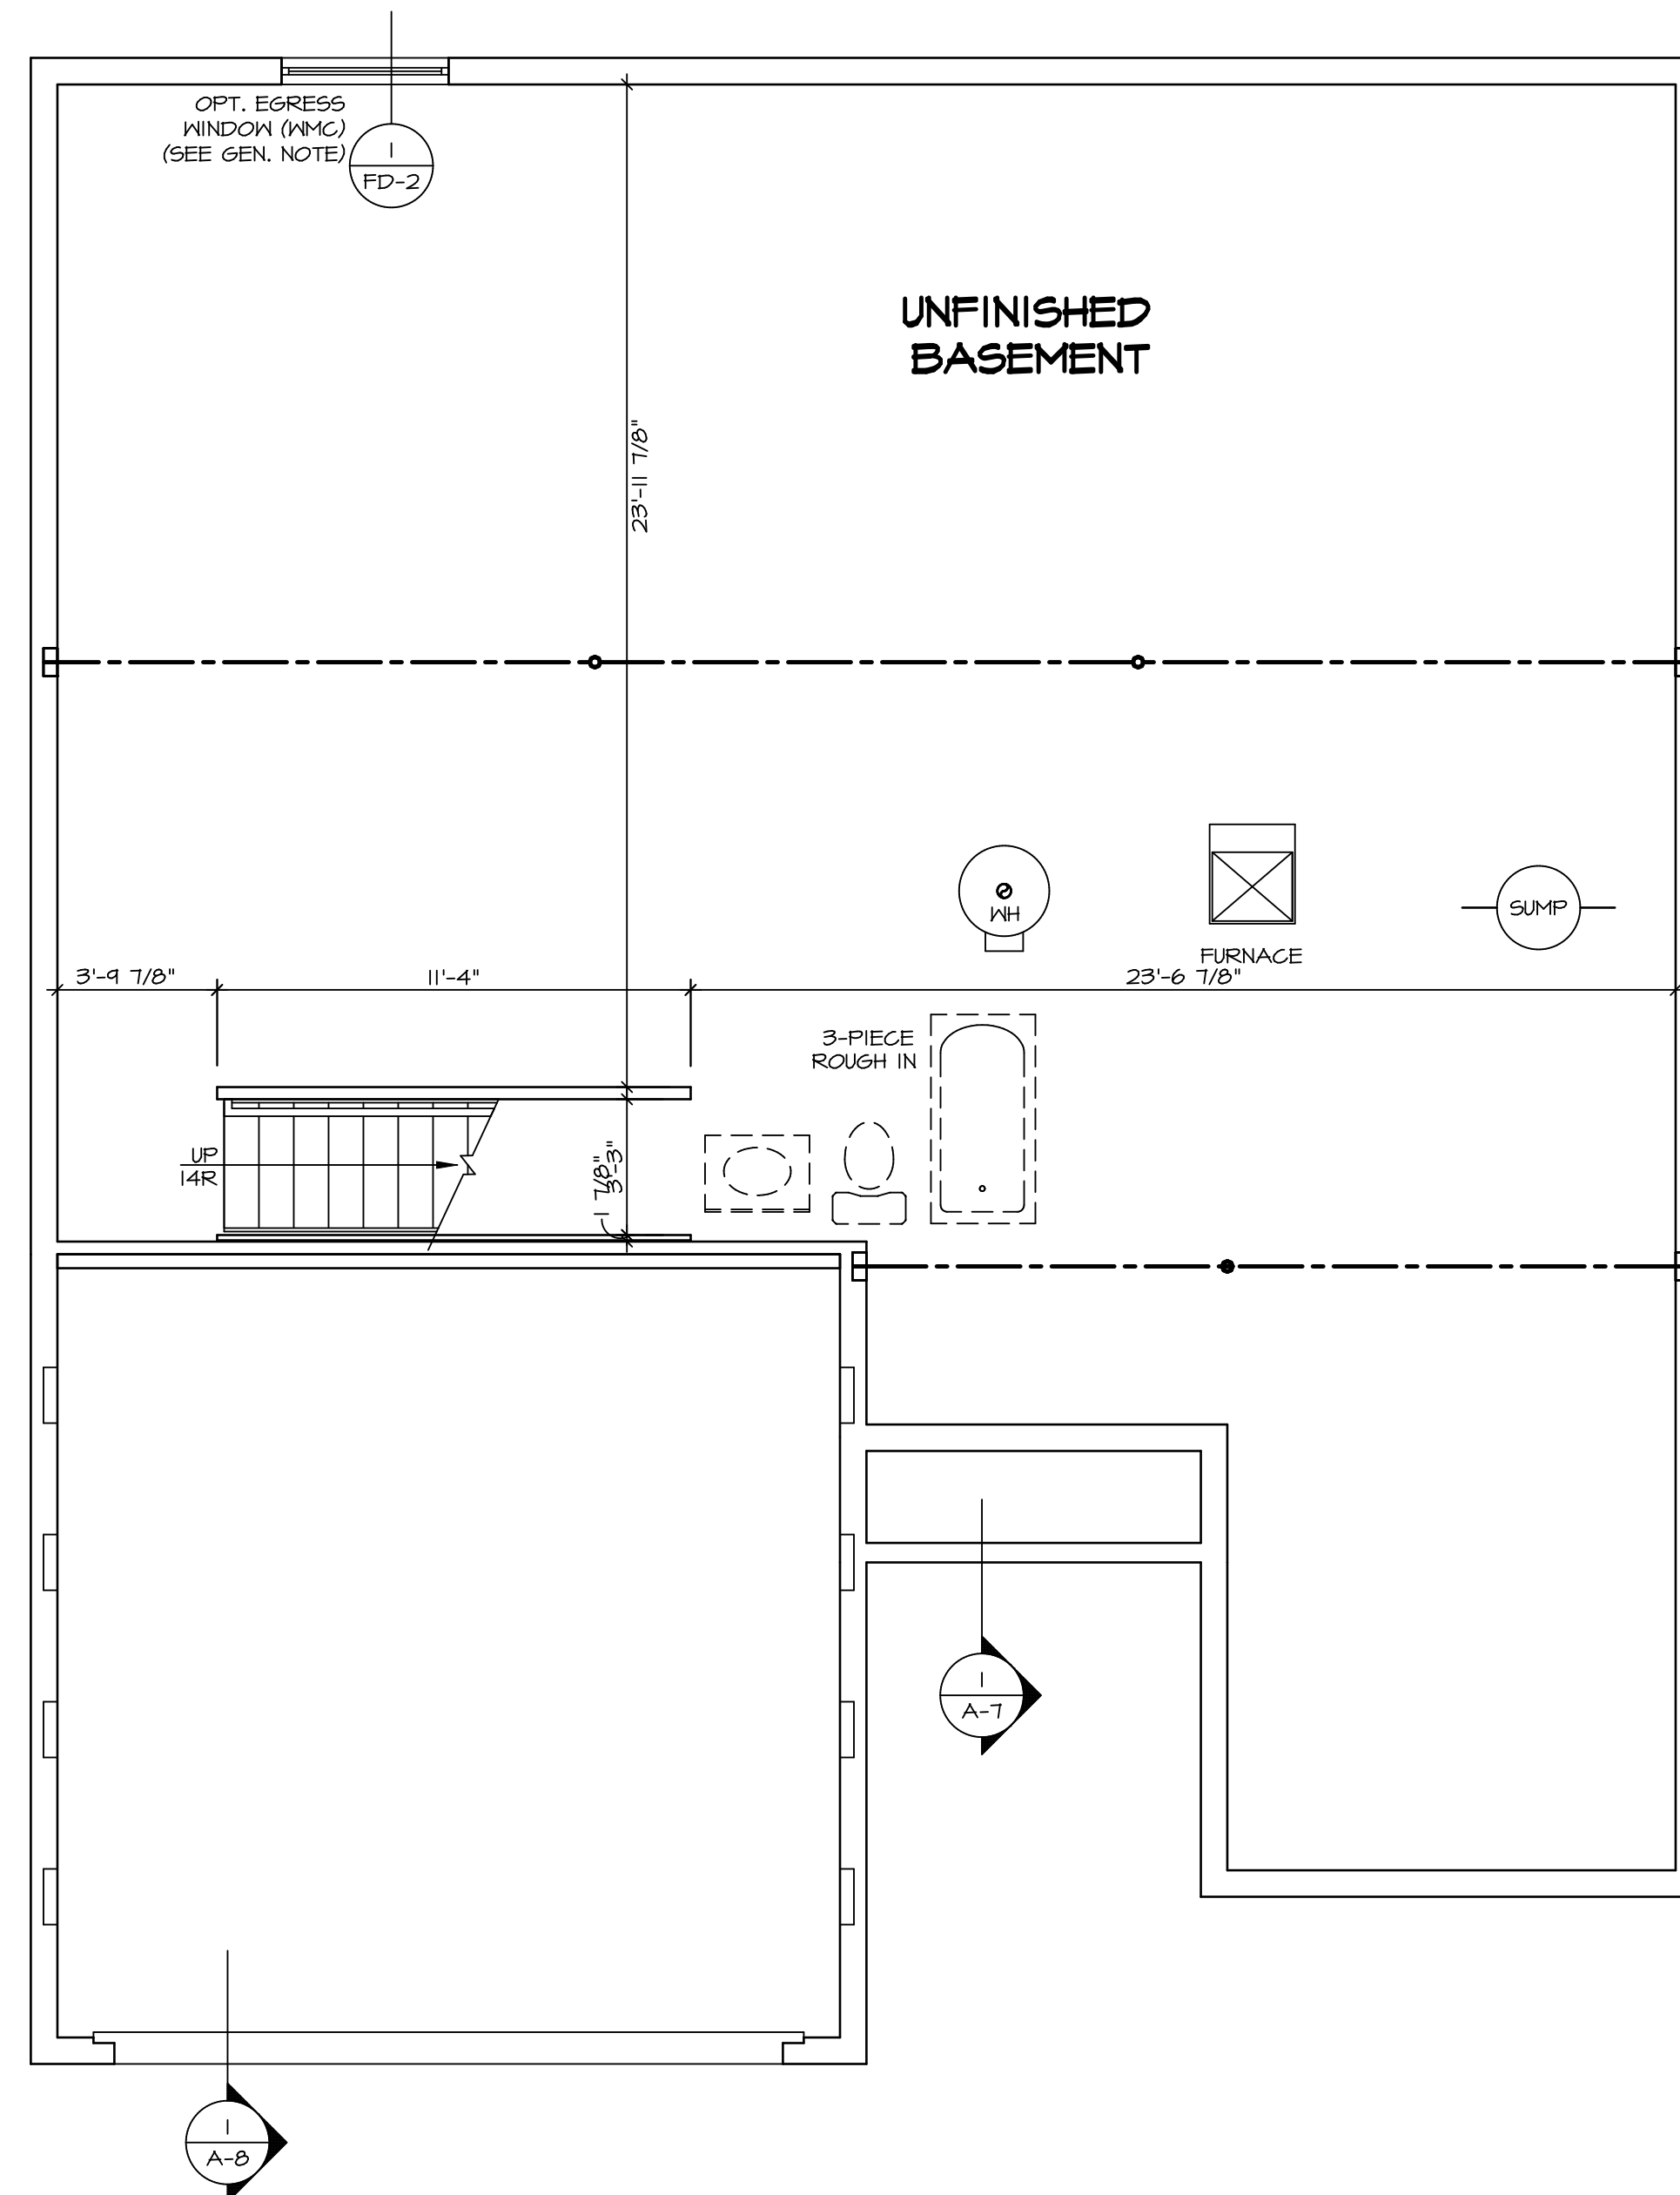 OPT. EGRESS
WINDOW (WMC)
(SEE GEN. NOTE)
1
FD-2
UNFINISHED
BASEMENT
23'-11 7/8"
WH
FURNACE
SUMP
3'-9 7/8"
11'-4"
23'-6 7/8"
3-PIECE
ROUGH IN
UP
14R
1 7/8"
3'-3"
1
A-7
1
A-8